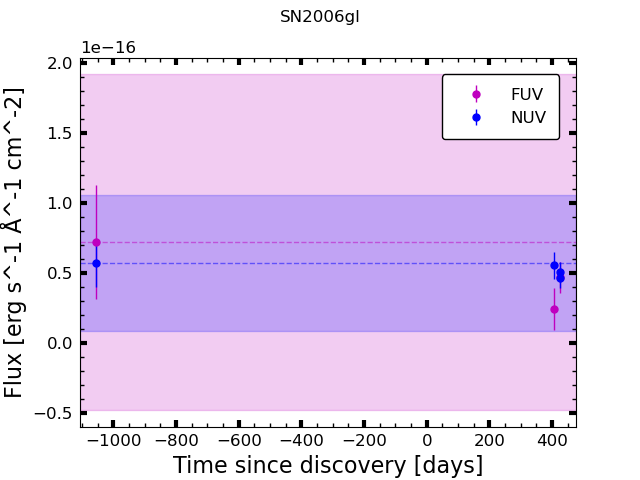 SN2006gl
1e−16
2.0
1.5
1.0
0.5
0.0
−0.5
Flux [erg s^-1 Å^-1 cm^-2]
FUV
NUV
−1000 −800 −600 −400 −200 0 200 400
Time since discovery [days]